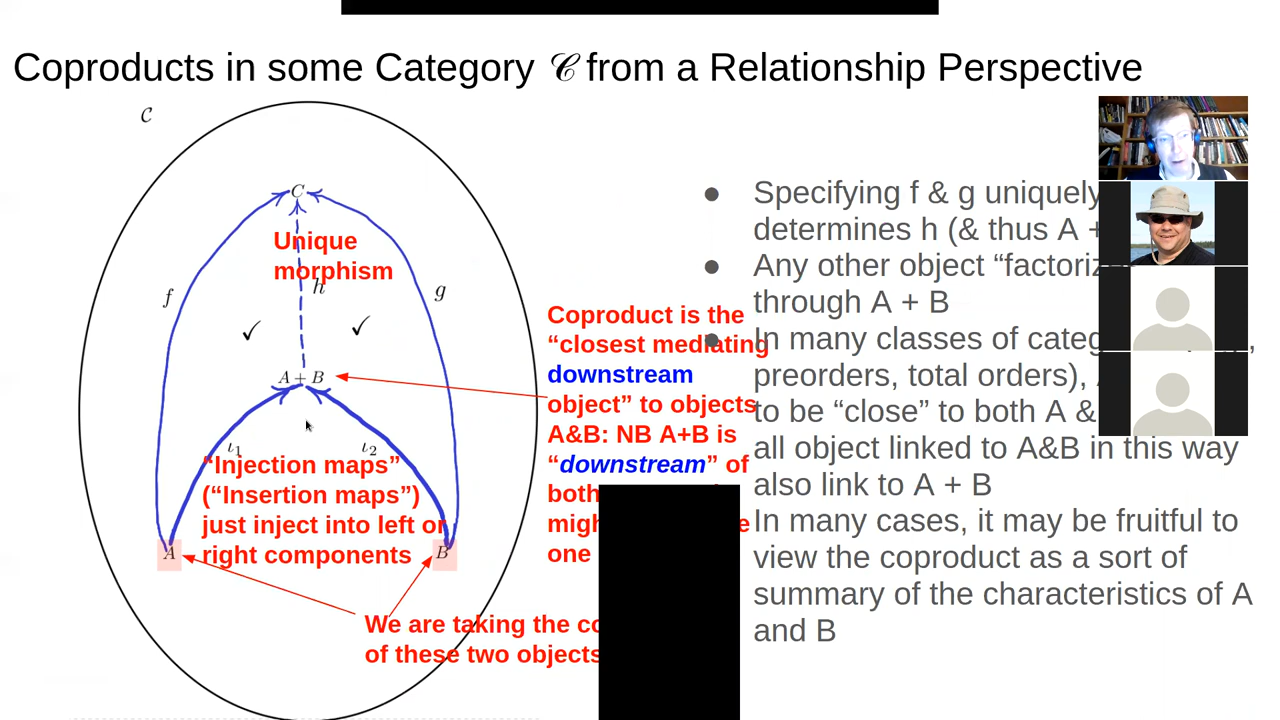 Coproducts in some Category 𝒞 from a Relationship Perspective
C
C
Unique
morphism
h
f
g
✓
✓
A + B
ι1
ι2
“Injection maps”
(“Insertion maps”)
just inject into left or
right components
A
B
Coproduct is the
“closest mediating
downstream
object” to objects
A&B: NB A+B is
“downstream” of
both
one
We are taking the
of these two objects
● Specifying f & g uniquely
determines h (& thus A +
● Any other object
through A + B
● In many classes of
preorders, total orders),
to be “close” to both A &
all object linked to A&B in this way
also link to A + B
In many cases, it may be fruitful to
view the coproduct as a sort of
summary of the characteristics of A
and B